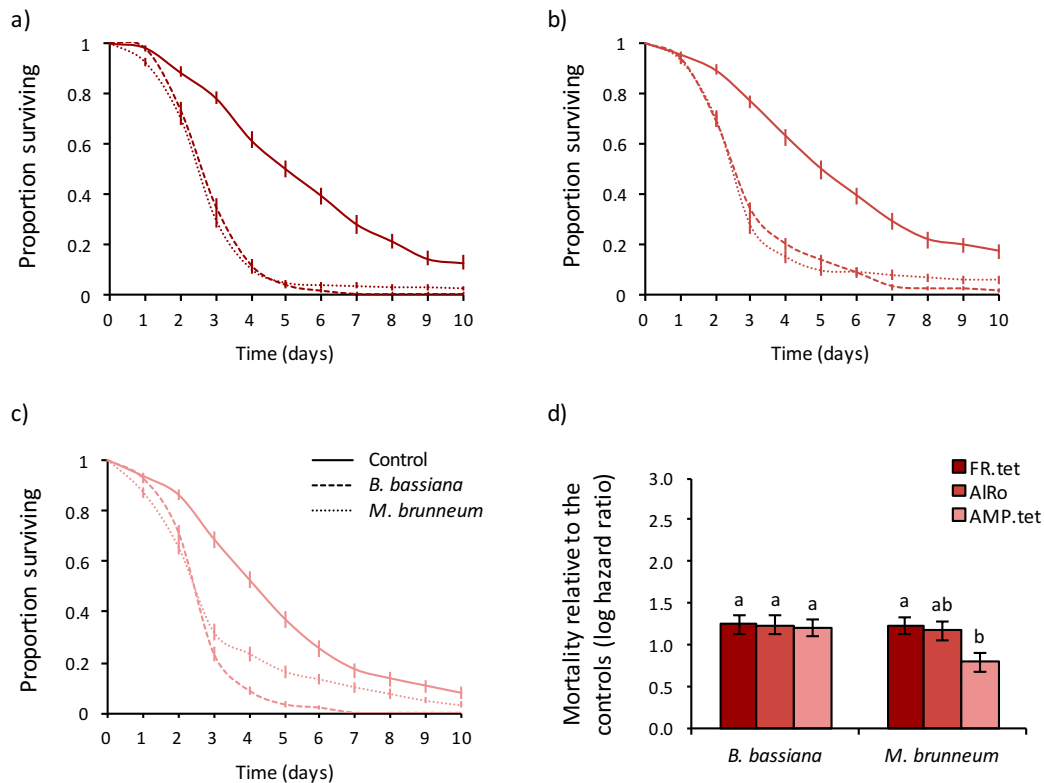 a)
Proportion surviving
1
0.8
0.6
0.4
0.2
0
0 1 2 3 4 5 6 7 8 9 10
Time (days)
b)
Proportion surviving
1
0.8
0.6
0.4
0.2
0
0 1 2 3 4 5 6 7 8 9 10
Time (days)
c)
Proportion surviving
1
0.8
0.6
0.4
0.2
0
0 1 2 3 4 5 6 7 8 9 10
Time (days)
Control
B. bassiana
M. brunneum
d)
Mortality relative to the
controls (log hazard ratio)
3.0
2.5
2.0
1.5
1.0
0.5
0.0
FR.tet
AlRo
AMP.tet
a a a a ab b
B. bassiana M. brunneum